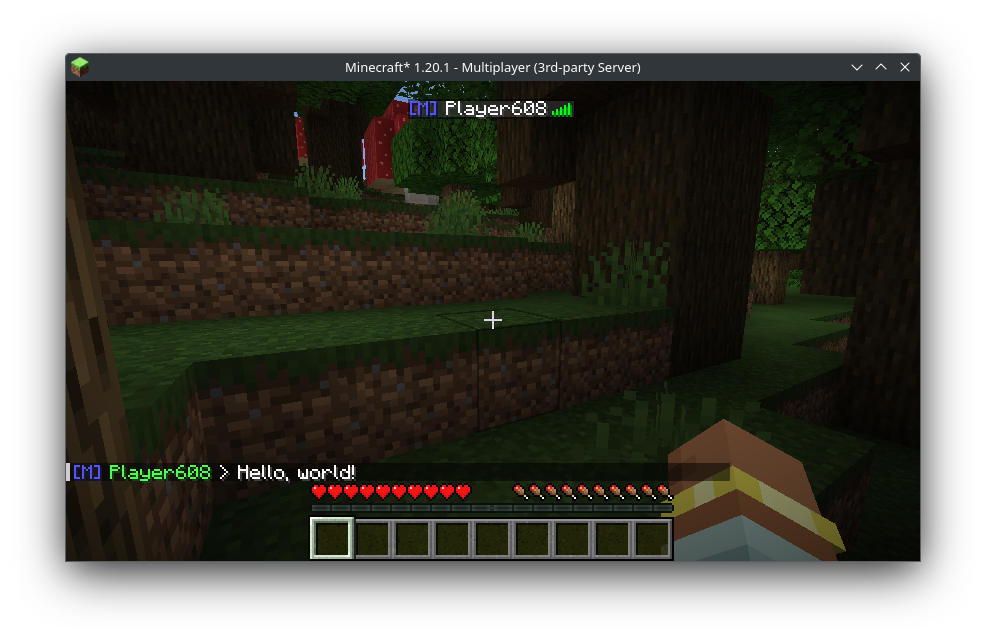 Minecraft* 1.20.1 - Multiplayer (3rd-party Server)
[M] Player608
[M] Player608 > Hello, world!